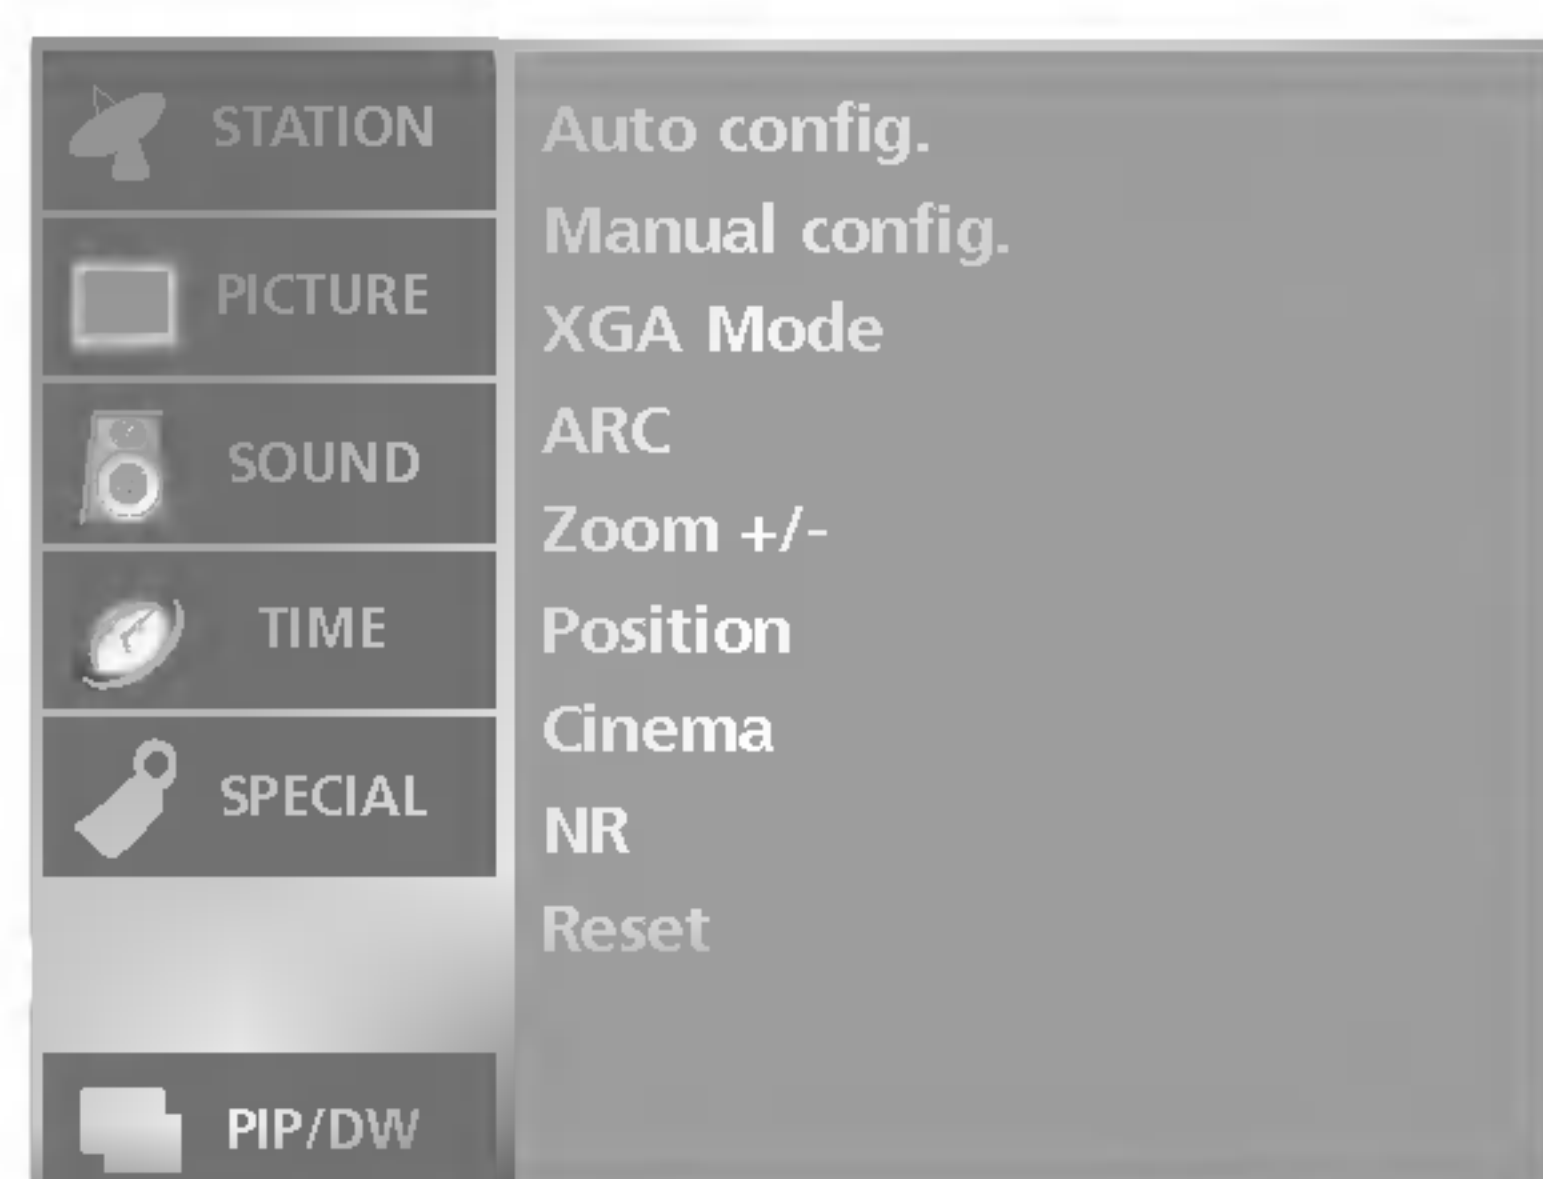 STATION
PICTURE
SOUND
TIME
SPECIAL
PIP/DW
Auto config.
Manual config.
XGA Mode
ARC
Zoom +/-
Position
Cinema
NR
Reset